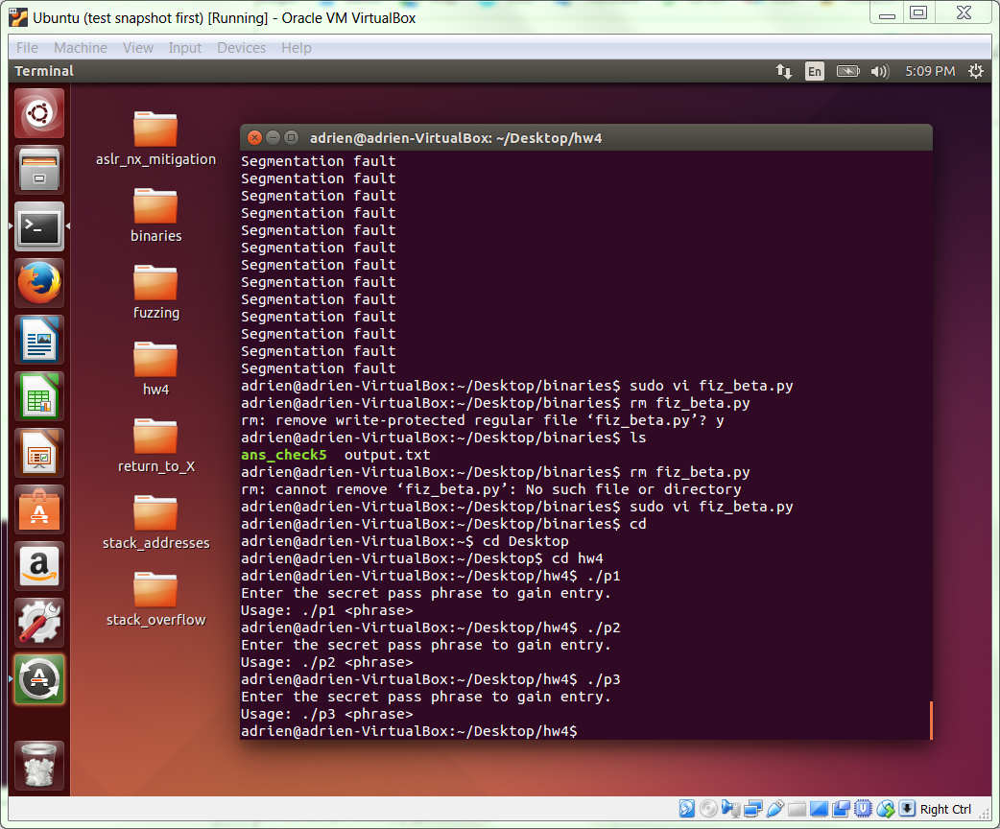 Ubuntu (test snapshot first) [Running] - Oracle VM VirtualBox
File Machine View Input Devices Help
Terminal
En
5:09 PM
aslr_nx_mitigation
binaries
fuzzing
hw4
return_to_X
stack_addresses
stack_overflow
adrien@adrien-VirtualBox: ~/Desktop/hw4
Segmentation fault
Segmentation fault
Segmentation fault
Segmentation fault
Segmentation fault
Segmentation fault
Segmentation fault
Segmentation fault
Segmentation fault
Segmentation fault
Segmentation fault
Segmentation fault
Segmentation fault
adrien@adrien-VirtualBox:~/Desktop/binaries$ sudo vi fiz_beta.py
adrien@adrien-VirtualBox:~/Desktop/binaries$ rm fiz_beta.py
rm: remove write-protected regular file ‘fiz_beta.py’? y
adrien@adrien-VirtualBox:~/Desktop/binaries$ ls
ans_check5  output.txt
adrien@adrien-VirtualBox:~/Desktop/binaries$ rm fiz_beta.py
rm: cannot remove ‘fiz_beta.py’: No such file or directory
adrien@adrien-VirtualBox:~/Desktop/binaries$ sudo vi fiz_beta.py
adrien@adrien-VirtualBox:~/Desktop/binaries$ cd
adrien@adrien-VirtualBox:~$ cd Desktop
adrien@adrien-VirtualBox:~/Desktop$ cd hw4
adrien@adrien-VirtualBox:~/Desktop/hw4$ ./p1
Enter the secret pass phrase to gain entry.
Usage: ./p1 <phrase>
adrien@adrien-VirtualBox:~/Desktop/hw4$ ./p2
Enter the secret pass phrase to gain entry.
Usage: ./p2 <phrase>
adrien@adrien-VirtualBox:~/Desktop/hw4$ ./p3
Enter the secret pass phrase to gain entry.
Usage: ./p3 <phrase>
adrien@adrien-VirtualBox:~/Desktop/hw4$
Right Ctrl